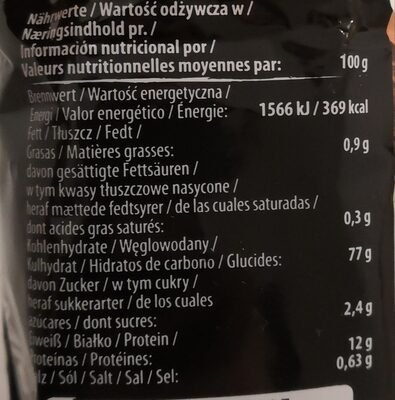 Nährwerte / Wartość odżywcza w /
Næringsindhold pr. /
Información nutricional por /
Valeurs nutritionnelles moyennes par: 100 g
Brennwert / Wartość energetyczna /
Energi / Valor energético / Énergie: 1566 kJ / 369 kcal
Fett / Tłuszcz / Fedt /
Grasas / Matières grasses: 0,9 g
davon gesättigte Fettsäuren /
w tym kwasy tłuszczowe nasycone /
heraf mættede fedtsyrer / de las cuales saturadas /
dont acides gras saturés: 0,3 g
Kohlenhydrate / Węglowodany /
Kulhydrat / Hidratos de carbono / Glucides: 77 g
davon Zucker / w tym cukry /
heraf sukkerarter / de los cuales
azúcares / dont sucres: 2,4 g
Eiweiß / Białko / Protein /
Proteínas / Protéines: 12 g
Salz / Sól / Salt / Sal / Sel: 0,63 g